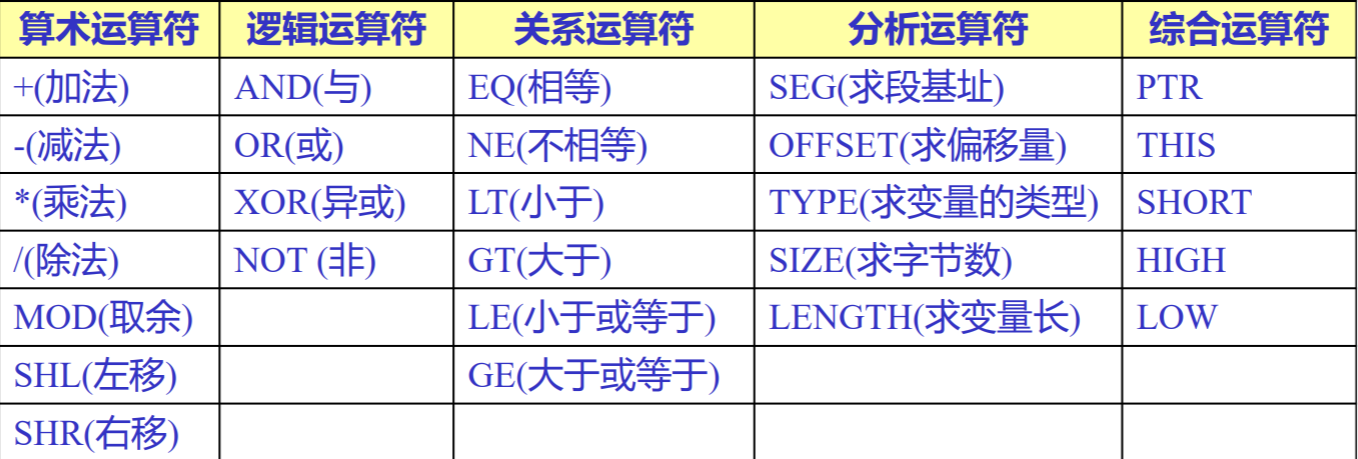 算术运算符 逻辑运算符 关系运算符 分析运算符 综合运算符
+(加法) AND(与) EQ(相等) SEG(求段基址) PTR
-(减法) OR(或) NE(不相等) OFFSET(求偏移量) THIS
*(乘法) XOR(异或) LT(小于) TYPE(求变量的类型) SHORT
/(除法) NOT (非) GT(大于) SIZE(求字节数) HIGH
MOD(取余) LE(小于或等于) LENGTH(求变量长) LOW
SHL(左移) GE(大于或等于)
SHR(右移)